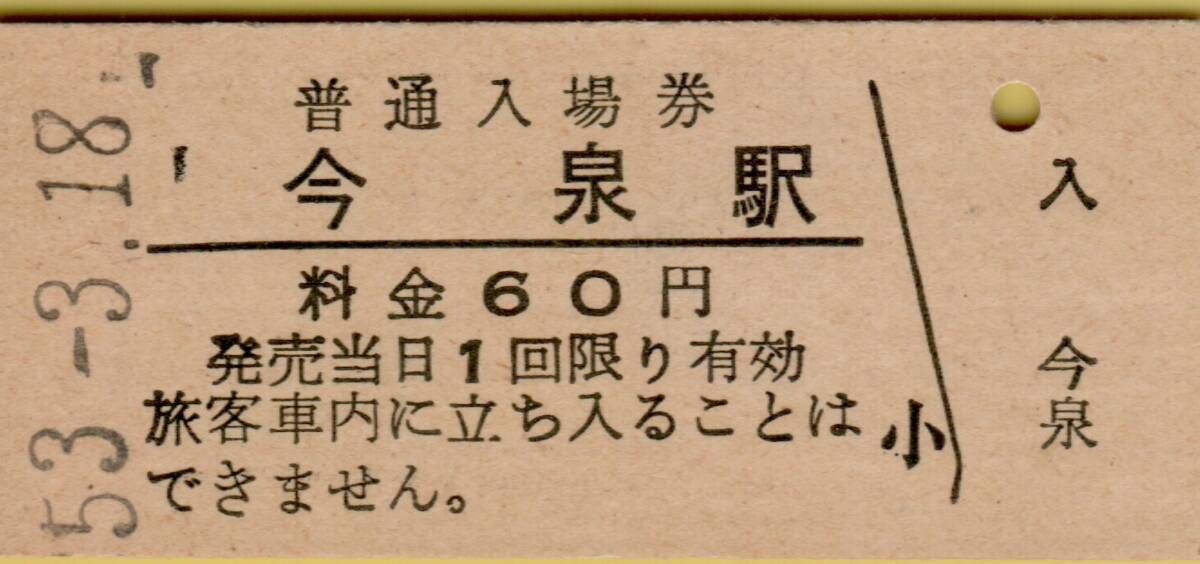 53.-3.18
普通入場券
今泉駅
料金60円
発売当日1回限り有効
旅客車内に立ち入ることは
できません。
小
入
今泉